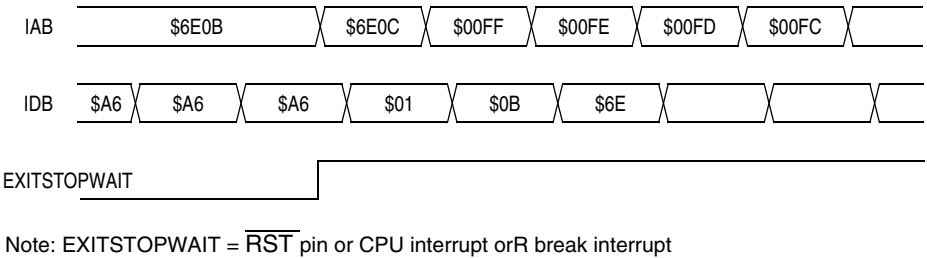 IAB $6E0B $6E0C $00FF $00FE $00FD $00FC
IDB $A6 $A6 $A6 $01 $0B $6E
EXITSTOPWAIT
Note: EXITSTOPWAIT = RST pin or CPU interrupt orR break interrupt